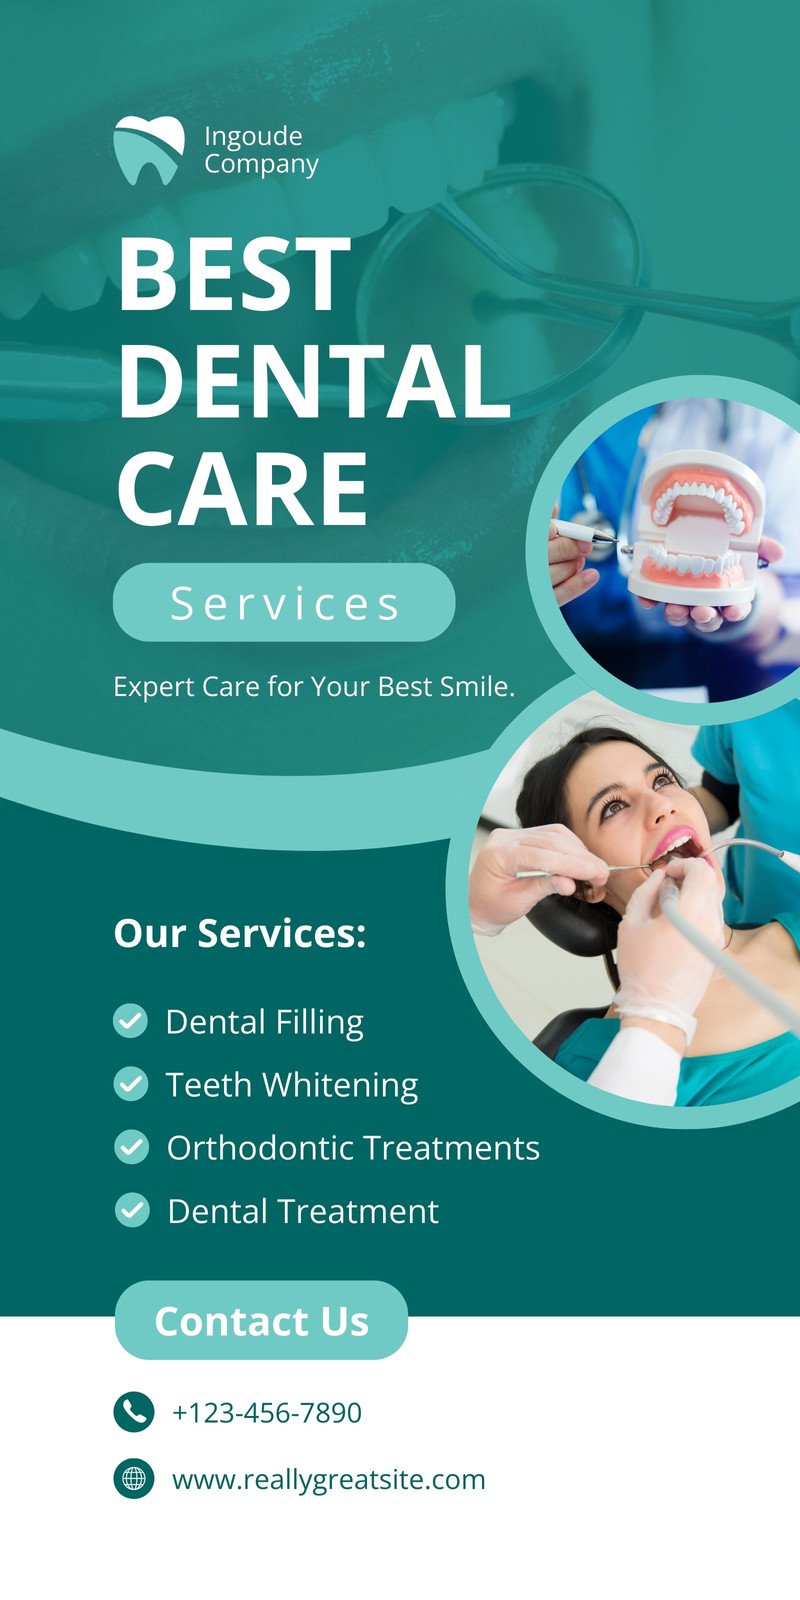 Ingoude
Company
BEST
DENTAL
CARE
Services
Expert Care for Your Best Smile.
Our Services:
Dental Filling
Teeth Whitening
Orthodontic Treatments
Dental Treatment
Contact Us
+123-456-7890
www.reallygreatsite.com